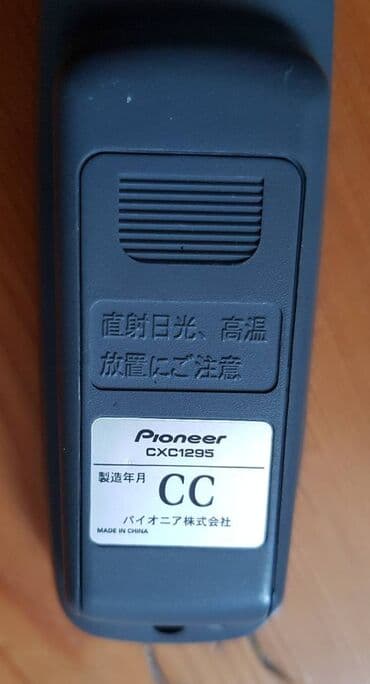 直射日光、高温
放置にご注意
Pioneer
CXC1295
製造年月 CC
パイオニア株式会社
MADE IN CHINA